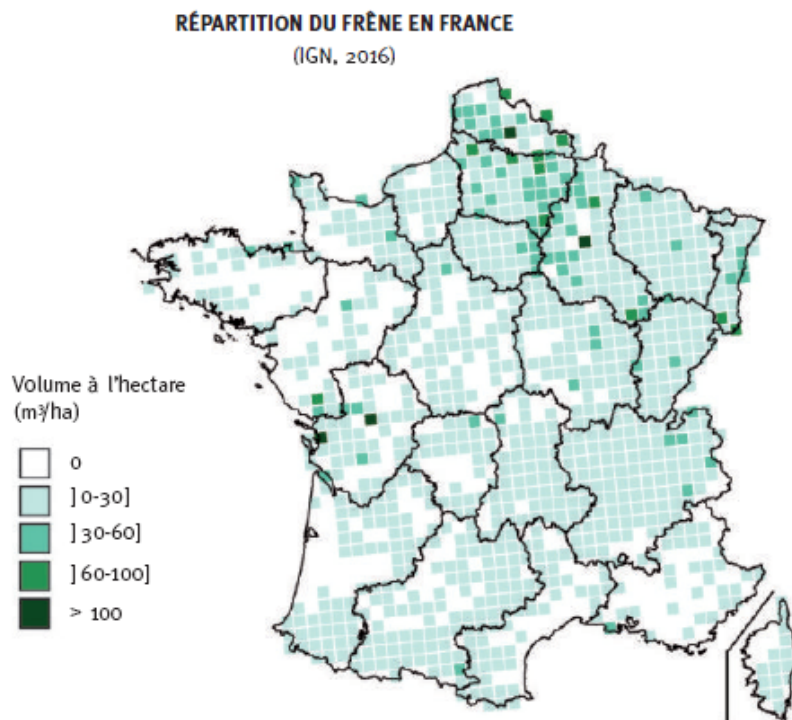 RÉPARTITION DU FRÊNE EN FRANCE
(IGN, 2016)
Volume à l'hectare
(m³/ha)
0
]0-30]
]30-60]
]60-100]
> 100